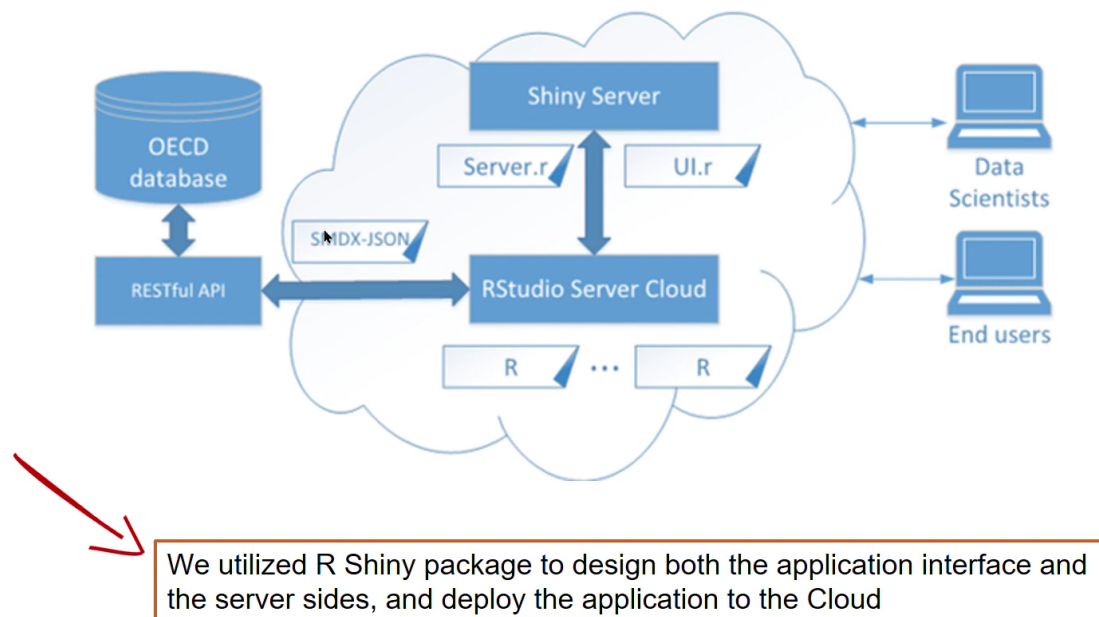 Shiny Server
OECD
database
Server.r
UI.r
Data
Scientists
SMDX-JSON
RESTful API
RStudio Server Cloud
End users
R
...
R
We utilized R Shiny package to design both the application interface and
the server sides, and deploy the application to the Cloud